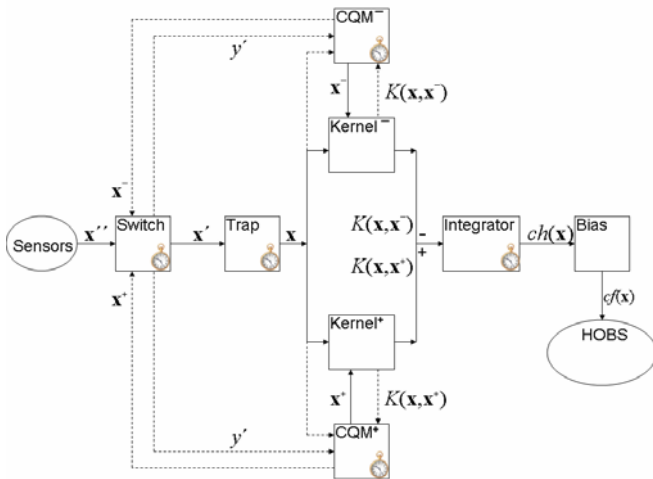 CQM⁻
y´
x⁻
K(x,x⁻)
Kernel⁻
x⁻
Sensors
x´´
Switch
x´
Trap
x
K(x,x⁻)
-
Integrator
ch(x)
Bias
K(x,x⁺)
+
x⁺
cf(x)
Kernel⁺
HOBS
x⁺
K(x,x⁺)
y´
CQM⁺